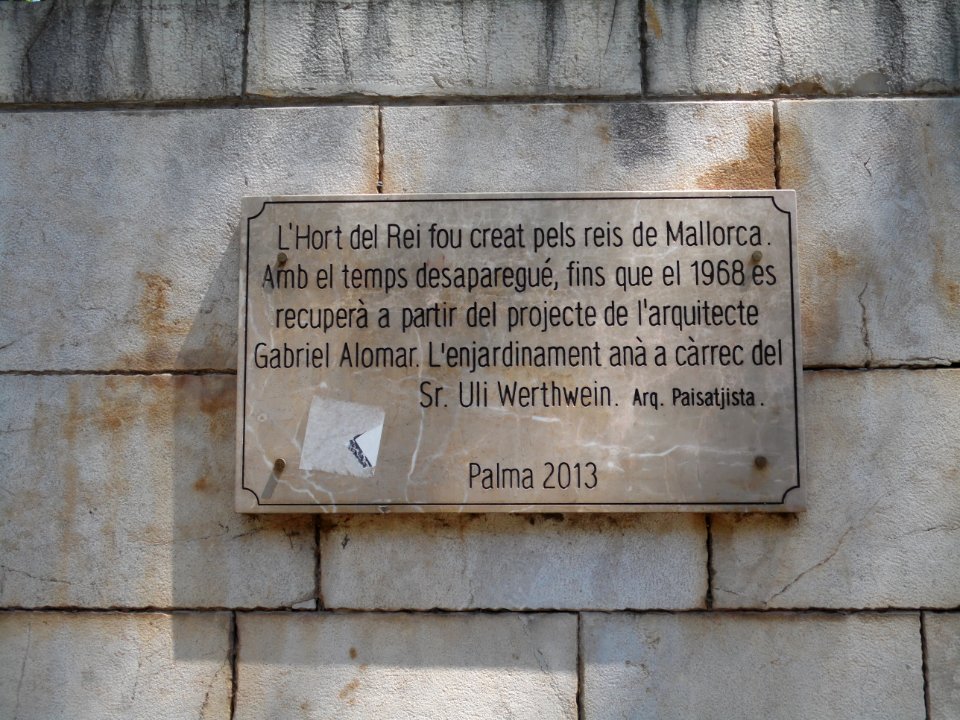 L'Hort del Rei fou creat pels reis de Mallorca.
Amb el temps desaparegué, fins que el 1968 es
recuperà a partir del projecte de l'arquitecte
Gabriel Alomar. L'enjardinament anà a càrrec del
Sr. Uli Werthwein. Arq. Paisatjista.
Palma 2013